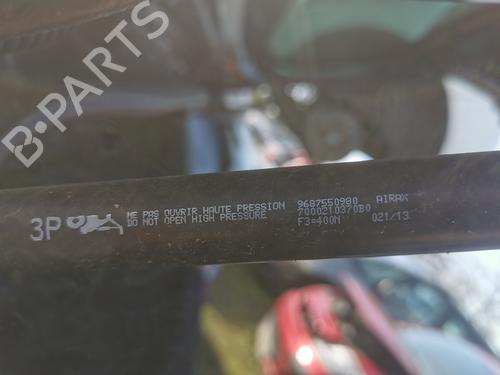 B-PARTS
3P
NE PAS OUVRIR HAUTE PRESSION
DO NOT OPEN HIGH PRESSURE
9687550980 AIRAX
7000210370B0
F3=400N 021/13